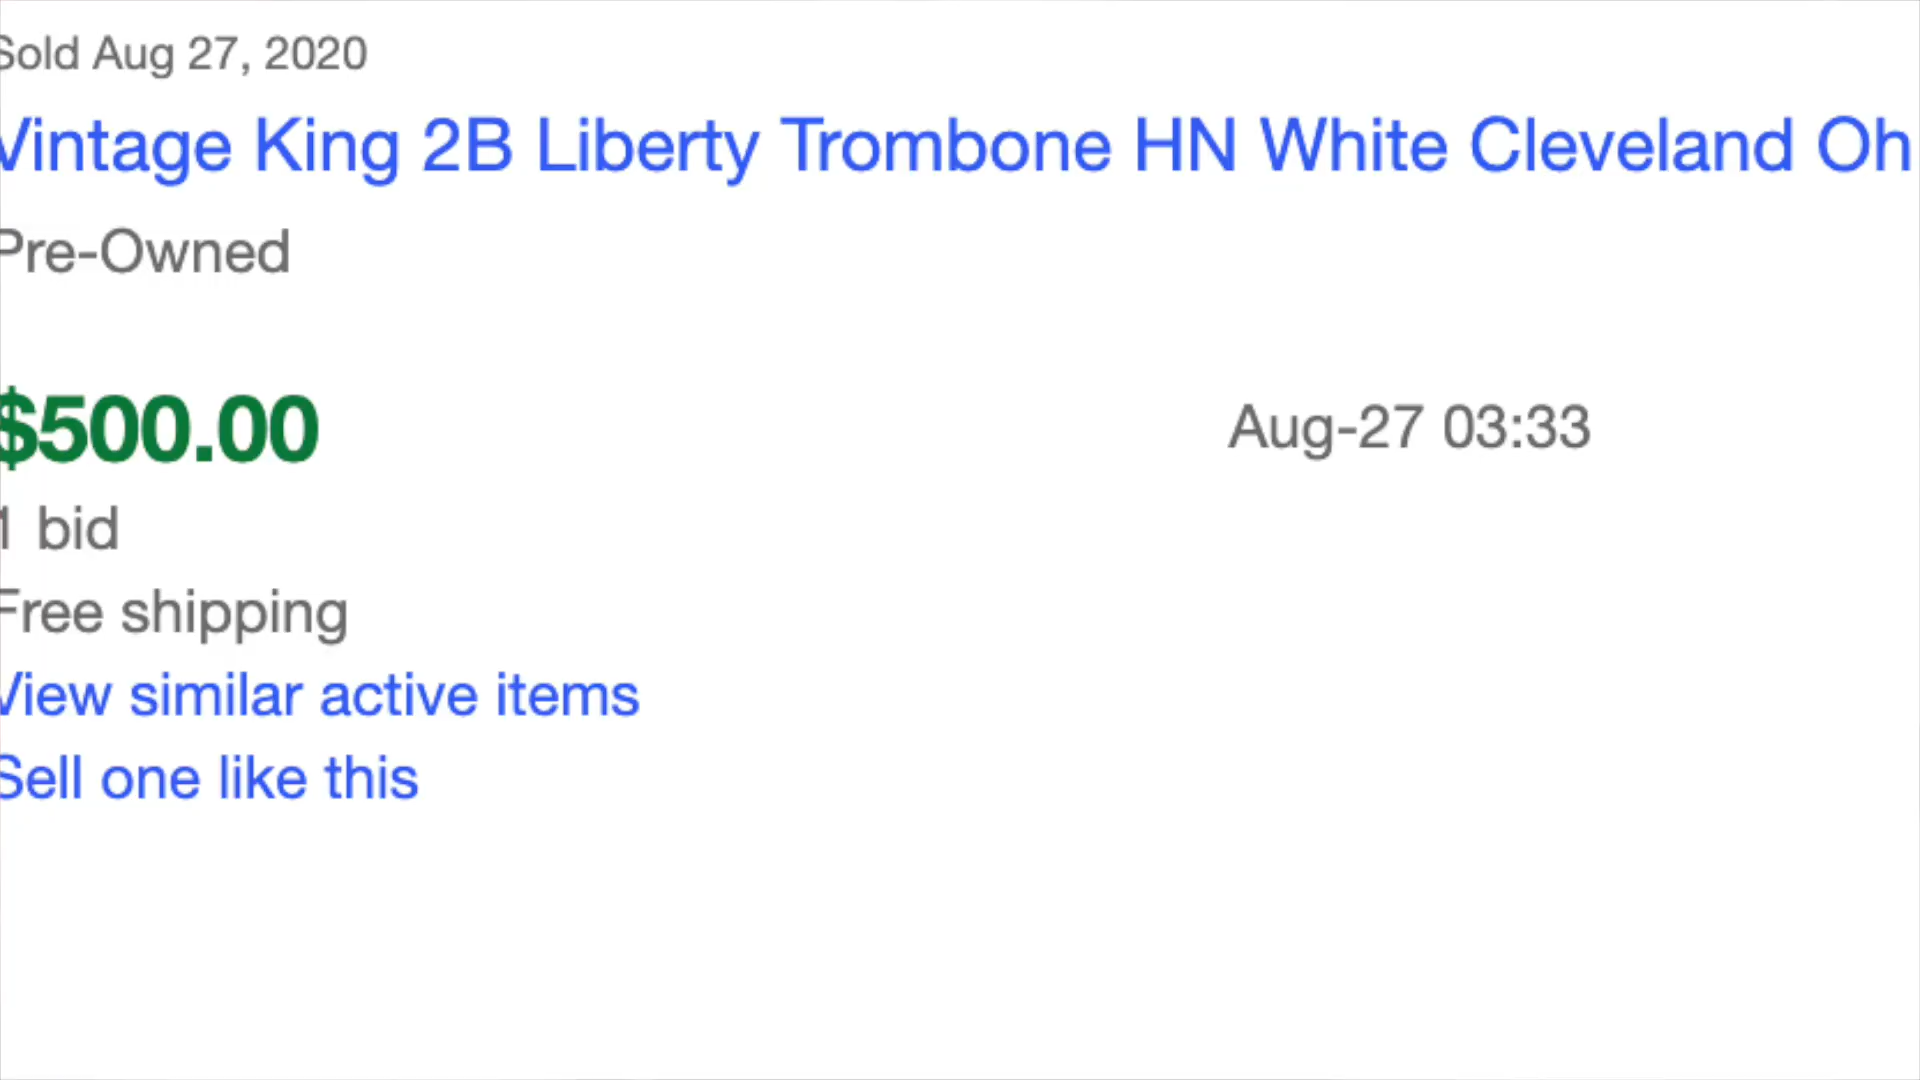 Sold Aug 27, 2020
Vintage King 2B Liberty Trombone HN White Cleveland Oh
Pre-Owned
$500.00
Aug-27 03:33
1 bid
Free shipping
View similar active items
Sell one like this